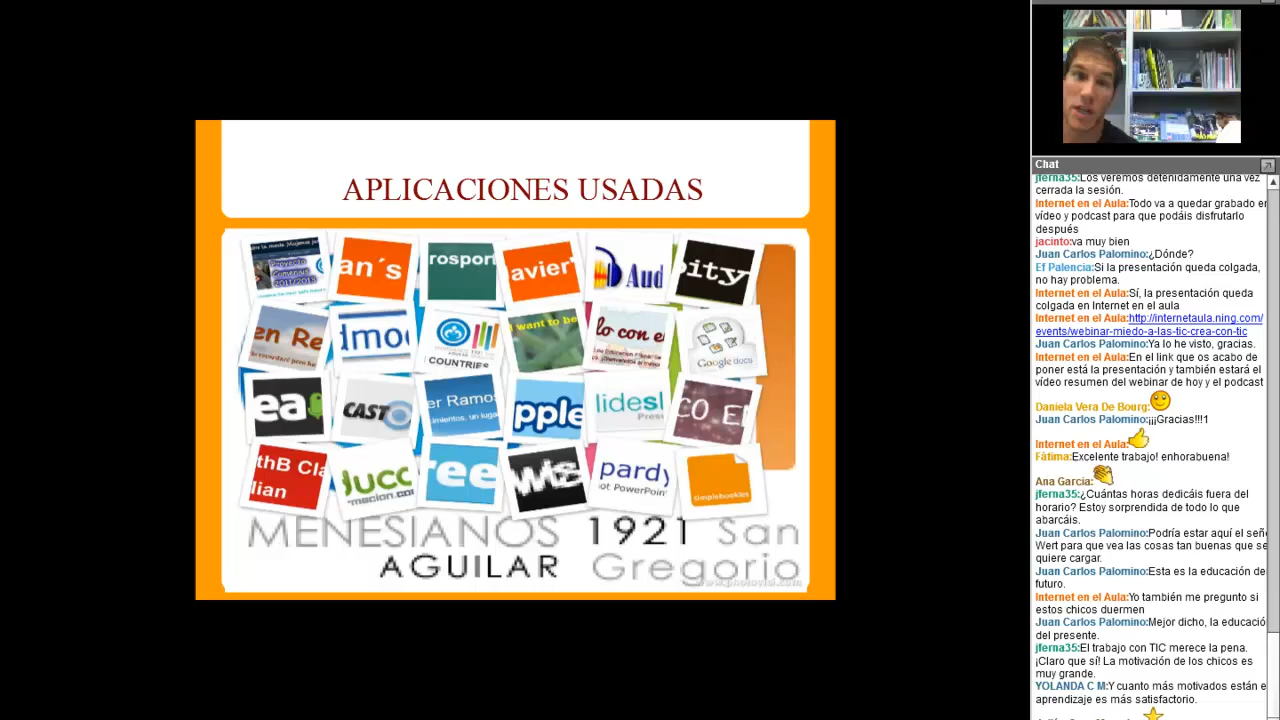 APLICACIONES USADAS
an´s
rospor
avier
Aud
en Re
dmoc
COUNTRIES
I want to be
lo con e
Google docs
ea
CASTO
er Ramos
pple
lidesl
CO E
thB Cla
lian
ucc
macion.com
ree
pardy
ot PowerPoin
simplebooklet
MENESIANOS 1921 San
AGUILAR Gregorio
Chat
jferna35:Los veremos detenidamente una vez
cerrada la sesión.
Internet en el Aula:Todo va a quedar grabado en
vídeo y podcast para que podáis disfrutarlo
después
jacinto:va muy bien
Juan Carlos Palomino:¿Dónde?
Ef Palencia:Si la presentación queda colgada,
no hay problema.
Internet en el Aula:Sí, la presentación queda
colgada en Internet en el aula
Internet en el Aula:http://internetaula.ning.com/
events/webinar-miedo-a-las-tic-crea-con-tic
Juan Carlos Palomino:Ya lo he visto, gracias.
Internet en el Aula:En el link que os acabo de
poner está la presentación y también estará el
vídeo resumen del webinar de hoy y el podcast
Daniela Vera De Bourg:
Juan Carlos Palomino:¡¡¡Gracias!!!1
Internet en el Aula:
Fàtima:Excelente trabajo! enhorabuena!
Ana García:
jferna35:¿Cuántas horas dedicáis fuera del
horario? Estoy sorprendida de todo lo que
abarcáis.
Juan Carlos Palomino:Podría estar aquí el seño
Wert para que vea las cosas tan buenas que se
quiere cargar.
Juan Carlos Palomino:Esta es la educación de
futuro.
Internet en el Aula:Yo también me pregunto si
estos chicos duermen
Juan Carlos Palomino:Mejor dicho, la educació
del presente.
jferna35:El trabajo con TIC merece la pena.
¡Claro que sí! La motivación de los chicos es
muy grande.
YOLANDA C M:Y cuanto más motivados están e
aprendizaje es más satisfactorio.